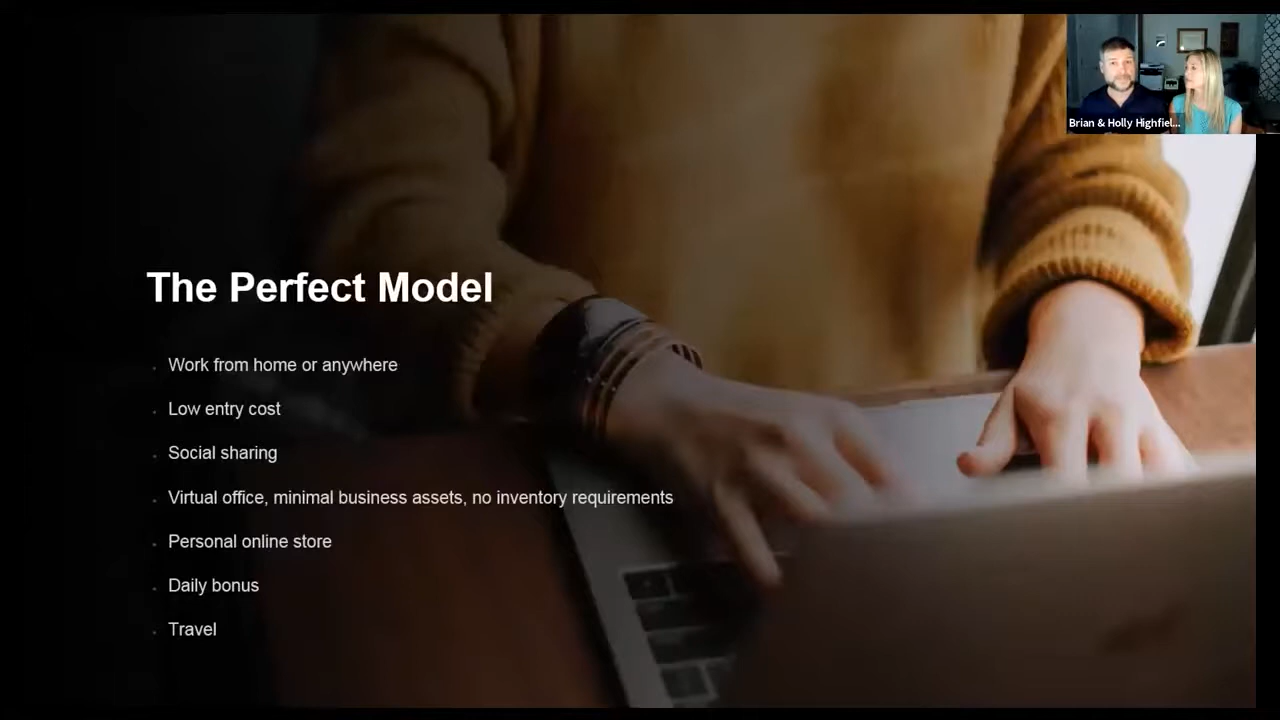 Brian & Holly Highfiel...
The Perfect Model
Work from home or anywhere
Low entry cost
Social sharing
Virtual office, minimal business assets, no inventory requirements
Personal online store
Daily bonus
Travel